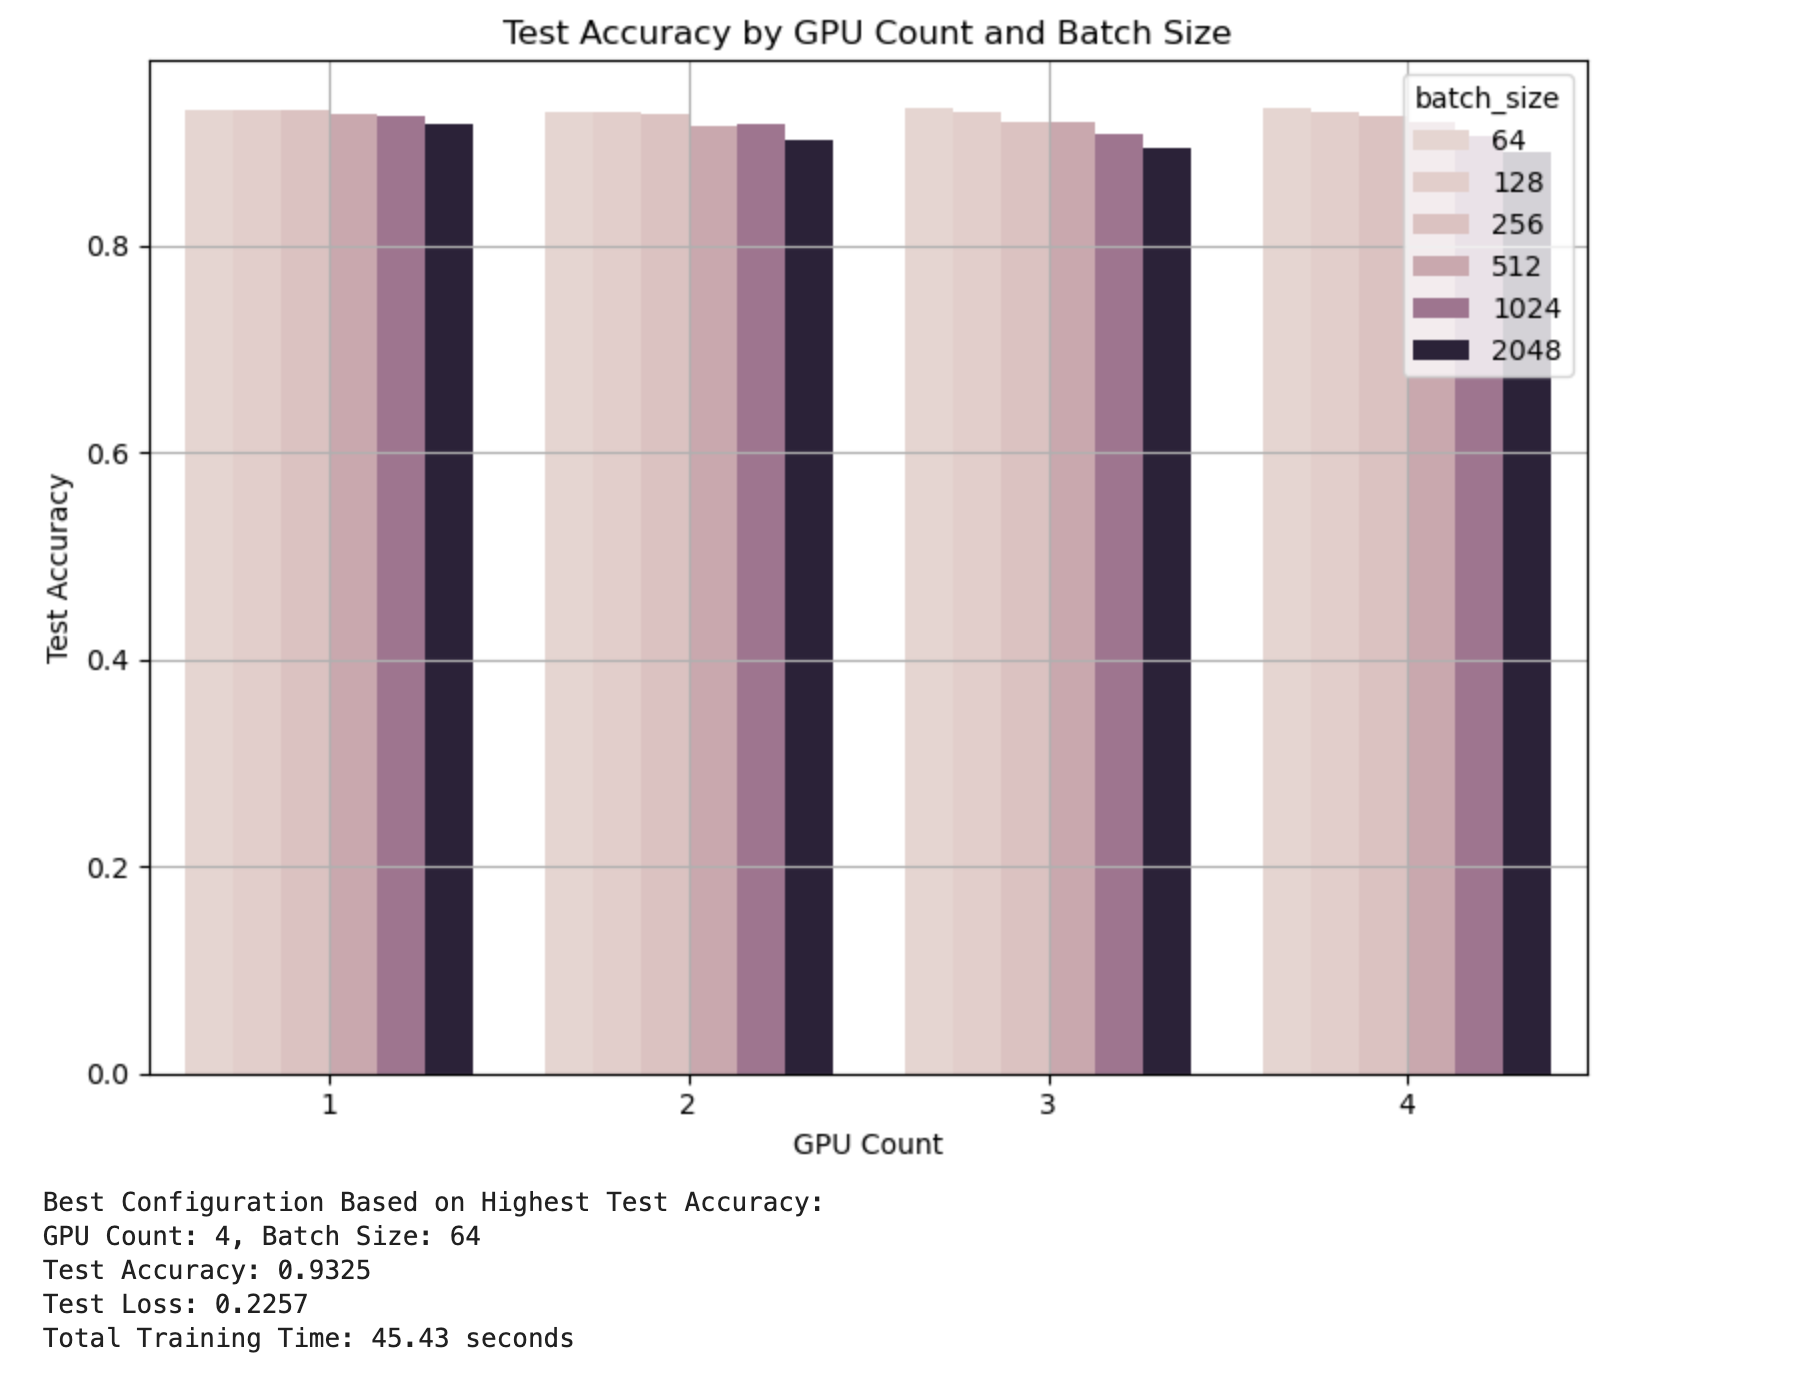 Test Accuracy by GPU Count and Batch Size
batch_size
64
128
256
512
1024
2048
Test Accuracy
0.8
0.6
0.4
0.2
0.0
1 2 3 4
GPU Count
Best Configuration Based on Highest Test Accuracy:
GPU Count: 4, Batch Size: 64
Test Accuracy: 0.9325
Test Loss: 0.2257
Total Training Time: 45.43 seconds